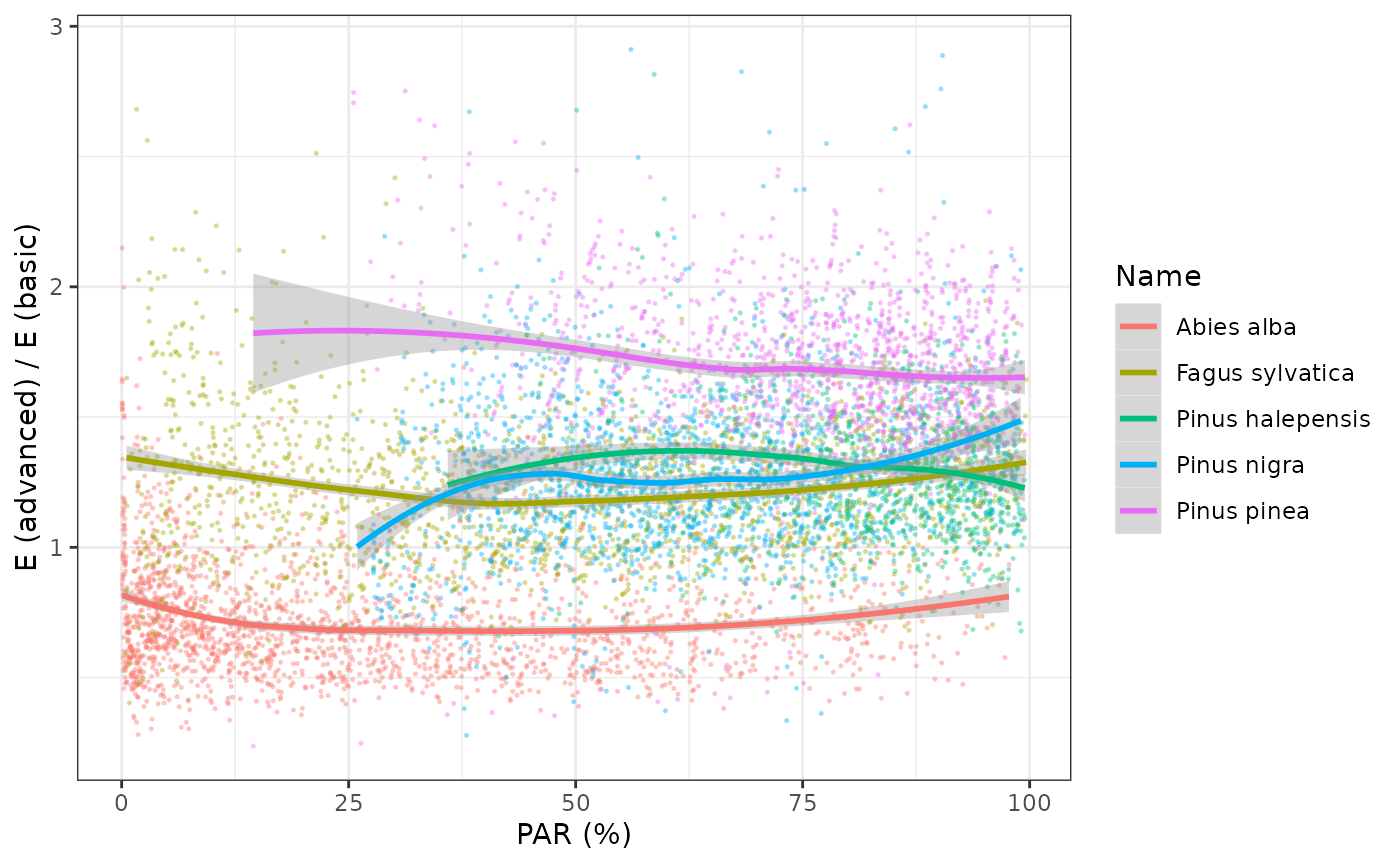 3
2
1
0
25
50
75
100
PAR (%)
E (advanced) / E (basic)
Name
Abies alba
Fagus sylvatica
Pinus halepensis
Pinus nigra
Pinus pinea